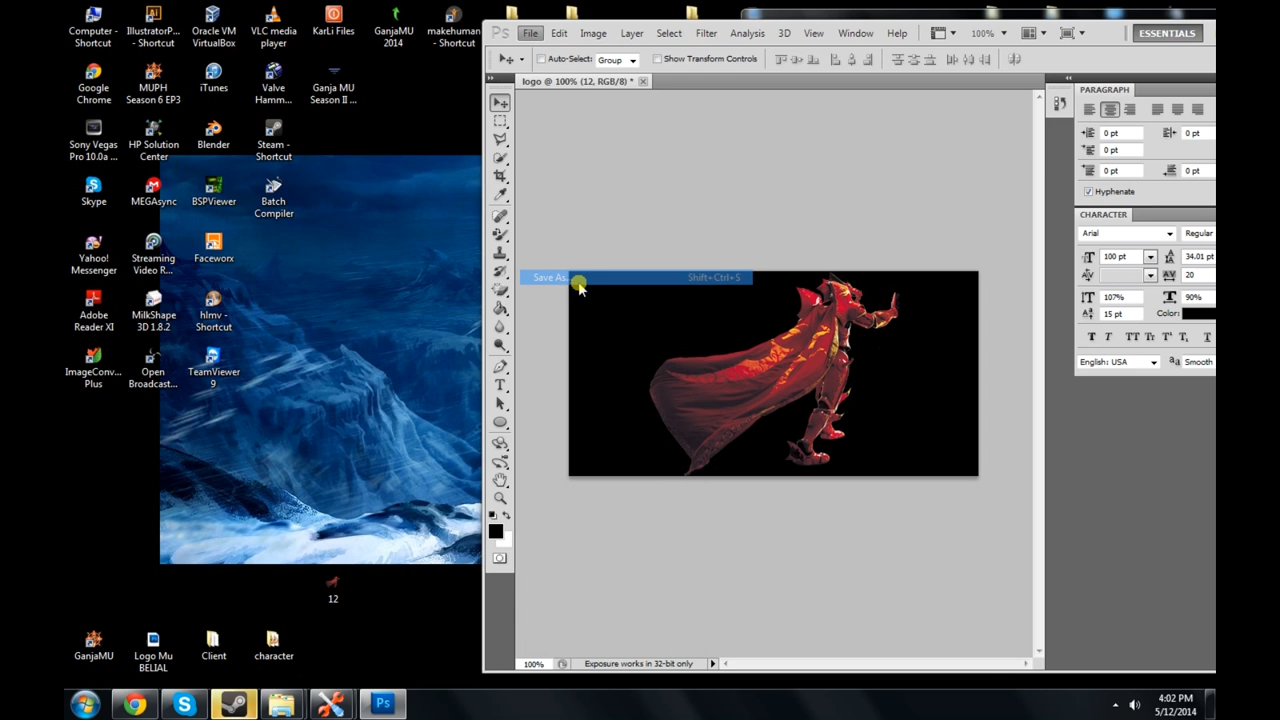 Computer -
Shortcut
IllustratorP...
- Shortcut
Oracle VM
VirtualBox
VLC media
player
KarLi Files
GanjaMU
2014
makehuman
- Shortcut
Google
Chrome
MUPH
Season 6 EP3
iTunes
Valve
Hamm...
Ganja MU
Season II ...
Sony Vegas
Pro 10.0a ...
HP Solution
Center
Blender
Steam -
Shortcut
Skype
MEGAsync
BSPViewer
Batch
Compiler
Yahoo!
Messenger
Streaming
Video R...
Faceworx
Adobe
Reader XI
MilkShape
3D 1.8.2
hlmv -
Shortcut
ImageConv...
Plus
Open
Broadcast...
TeamViewer
9
12
GanjaMU
Logo Mu
BELIAL
Client
character
Ps File Edit Image Layer Select Filter Analysis 3D View Window Help 100% ESSENTIALS
Auto-Select: Group Show Transform Controls
logo @ 100% (12, RGB/8) *
Save As... Shift+Ctrl+S
PARAGRAPH
0 pt 0 pt
0 pt
0 pt 0 pt
Hyphenate
CHARACTER
Arial Regular
100 pt 34.01 pt
20
107% 90%
15 pt Color:
T T TT Tr T¹ T₁ T
English: USA aa Smooth
100% Exposure works in 32-bit only
Ps
4:02 PM
5/12/2014